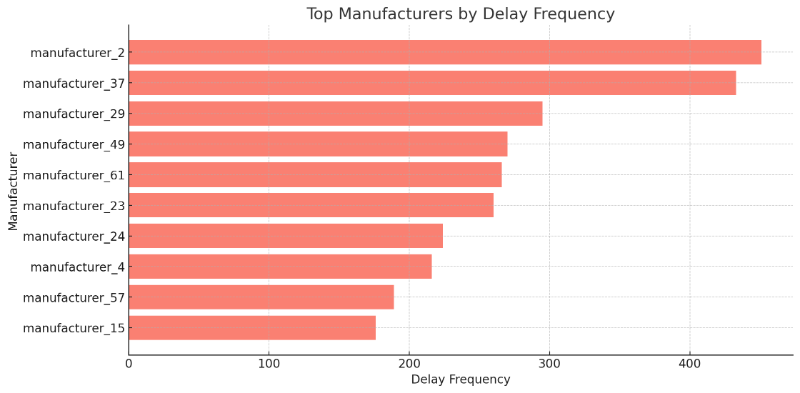 Top Manufacturers by Delay Frequency
Manufacturer
manufacturer_2
manufacturer_37
manufacturer_29
manufacturer_49
manufacturer_61
manufacturer_23
manufacturer_24
manufacturer_4
manufacturer_57
manufacturer_15
0 100 200 300 400
Delay Frequency